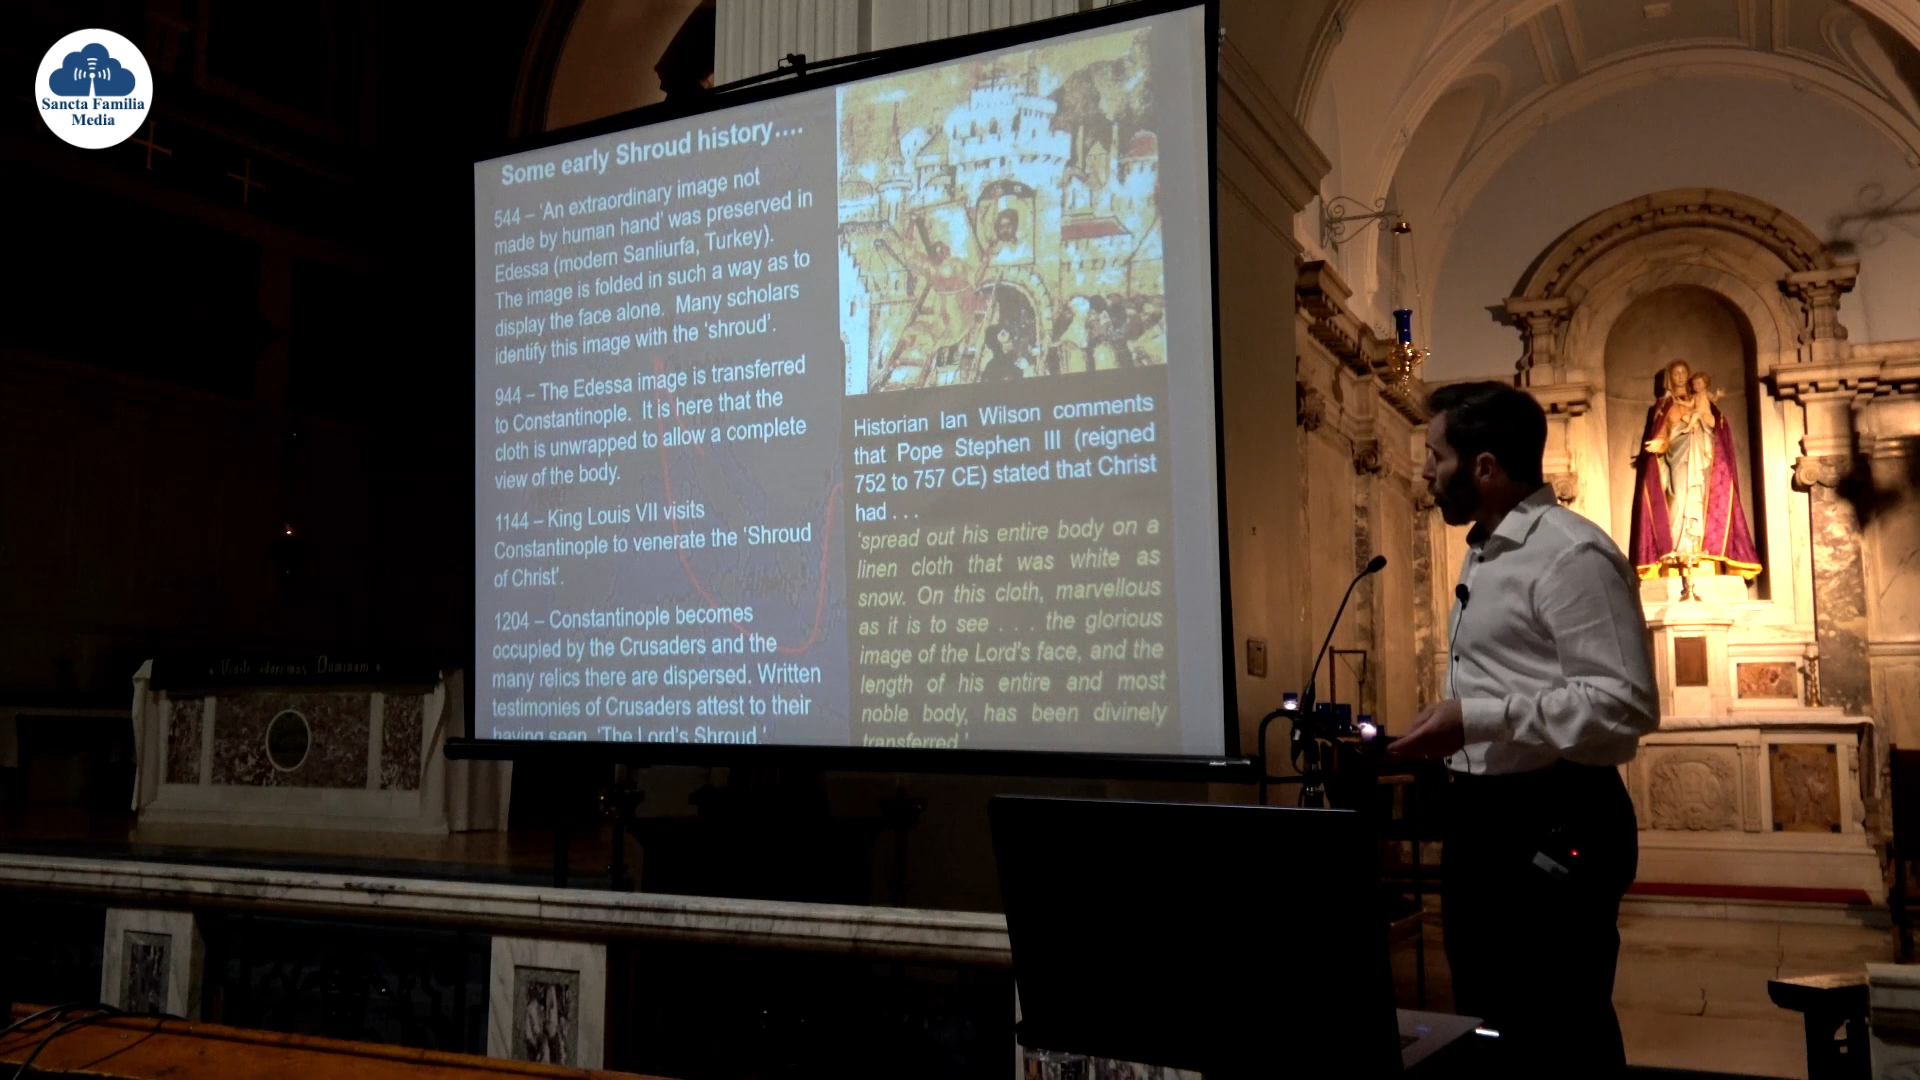 Sancta Familia
Media
Some early Shroud history....
544 – 'An extraordinary image not
made by human hand' was preserved in
Edessa (modern Sanliurfa, Turkey).
The image is folded in such a way as to
display the face alone. Many scholars
identify this image with the 'shroud'.
944 – The Edessa image is transferred
to Constantinople. It is here that the
cloth is unwrapped to allow a complete
view of the body.
1144 – King Louis VII visits
Constantinople to venerate the 'Shroud
of Christ'.
1204 – Constantinople becomes
occupied by the Crusaders and the
many relics there are dispersed. Written
testimonies of Crusaders attest to their
having seen 'The Lord's Shroud.'
Historian Ian Wilson comments
that Pope Stephen III (reigned
752 to 757 CE) stated that Christ
had . . .
'spread out his entire body on a
linen cloth that was white as
snow. On this cloth, marvellous
as it is to see . . . the glorious
image of the Lord's face, and the
length of his entire and most
noble body, has been divinely
transferred.'
Dominum